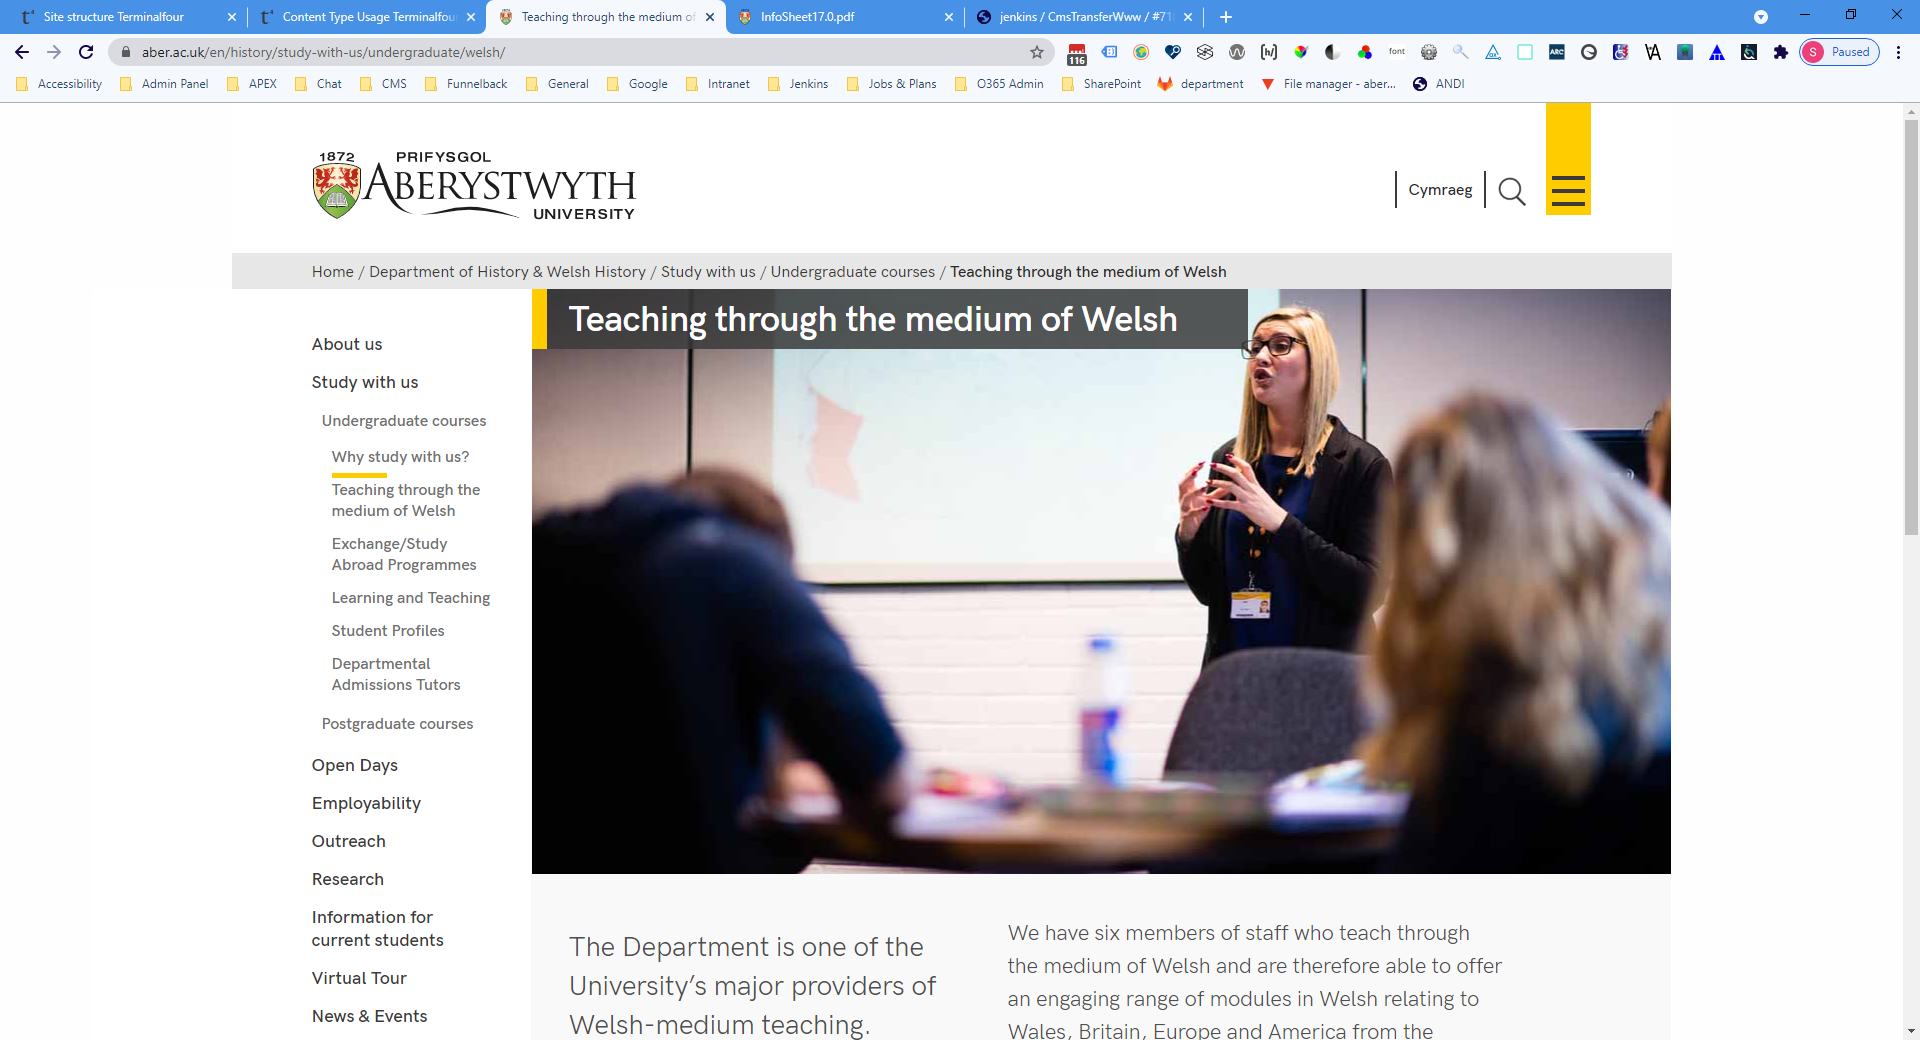 Site structure Terminalfour
Content Type Usage Terminalfou
Teaching through the medium of
InfoSheet17.0.pdf
jenkins / CmsTransferWww / #71
aber.ac.uk/en/history/study-with-us/undergraduate/welsh/
116
font
ARC
S Paused
Accessibility
Admin Panel
APEX
Chat
CMS
Funnelback
General
Google
Intranet
Jenkins
Jobs & Plans
O365 Admin
SharePoint
department
File manager - aber...
ANDI
1872 PRIFYSGOL
ABERYSTWYTH
UNIVERSITY
Cymraeg
Home / Department of History & Welsh History / Study with us / Undergraduate courses / Teaching through the medium of Welsh
Teaching through the medium of Welsh
About us
Study with us
Undergraduate courses
Why study with us?
Teaching through the
medium of Welsh
Exchange/Study
Abroad Programmes
Learning and Teaching
Student Profiles
Departmental
Admissions Tutors
Postgraduate courses
Open Days
Employability
Outreach
Research
Information for
current students
Virtual Tour
News & Events
The Department is one of the
University's major providers of
Welsh-medium teaching.
We have six members of staff who teach through
the medium of Welsh and are therefore able to offer
an engaging range of modules in Welsh relating to
Wales, Britain, Europe and America from the